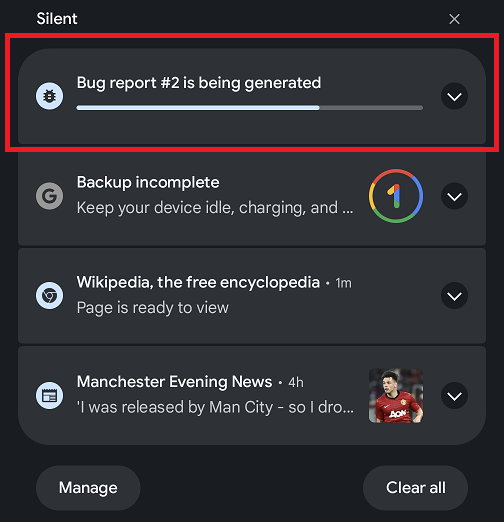 Silent
Bug report #2 is being generated
Backup incomplete
Keep your device idle, charging, and ...
Wikipedia, the free encyclopedia • 1m
Page is ready to view
Manchester Evening News • 4h
'I was released by Man City - so I dro...
AON
Manage
Clear all